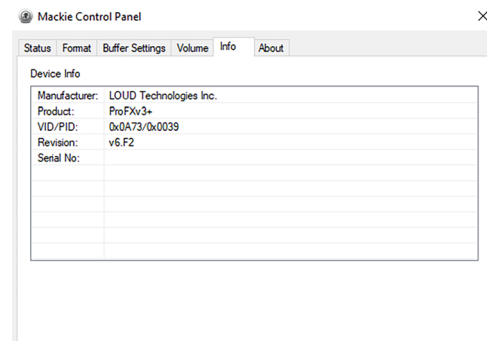 Mackie Control Panel
Status Format Buffer Settings Volume Info About
Device Info
Manufacturer: LOUD Technologies Inc.
Product: ProFXv3+
VID/PID: 0x0A73/0x0039
Revision: v6.F2
Serial No: